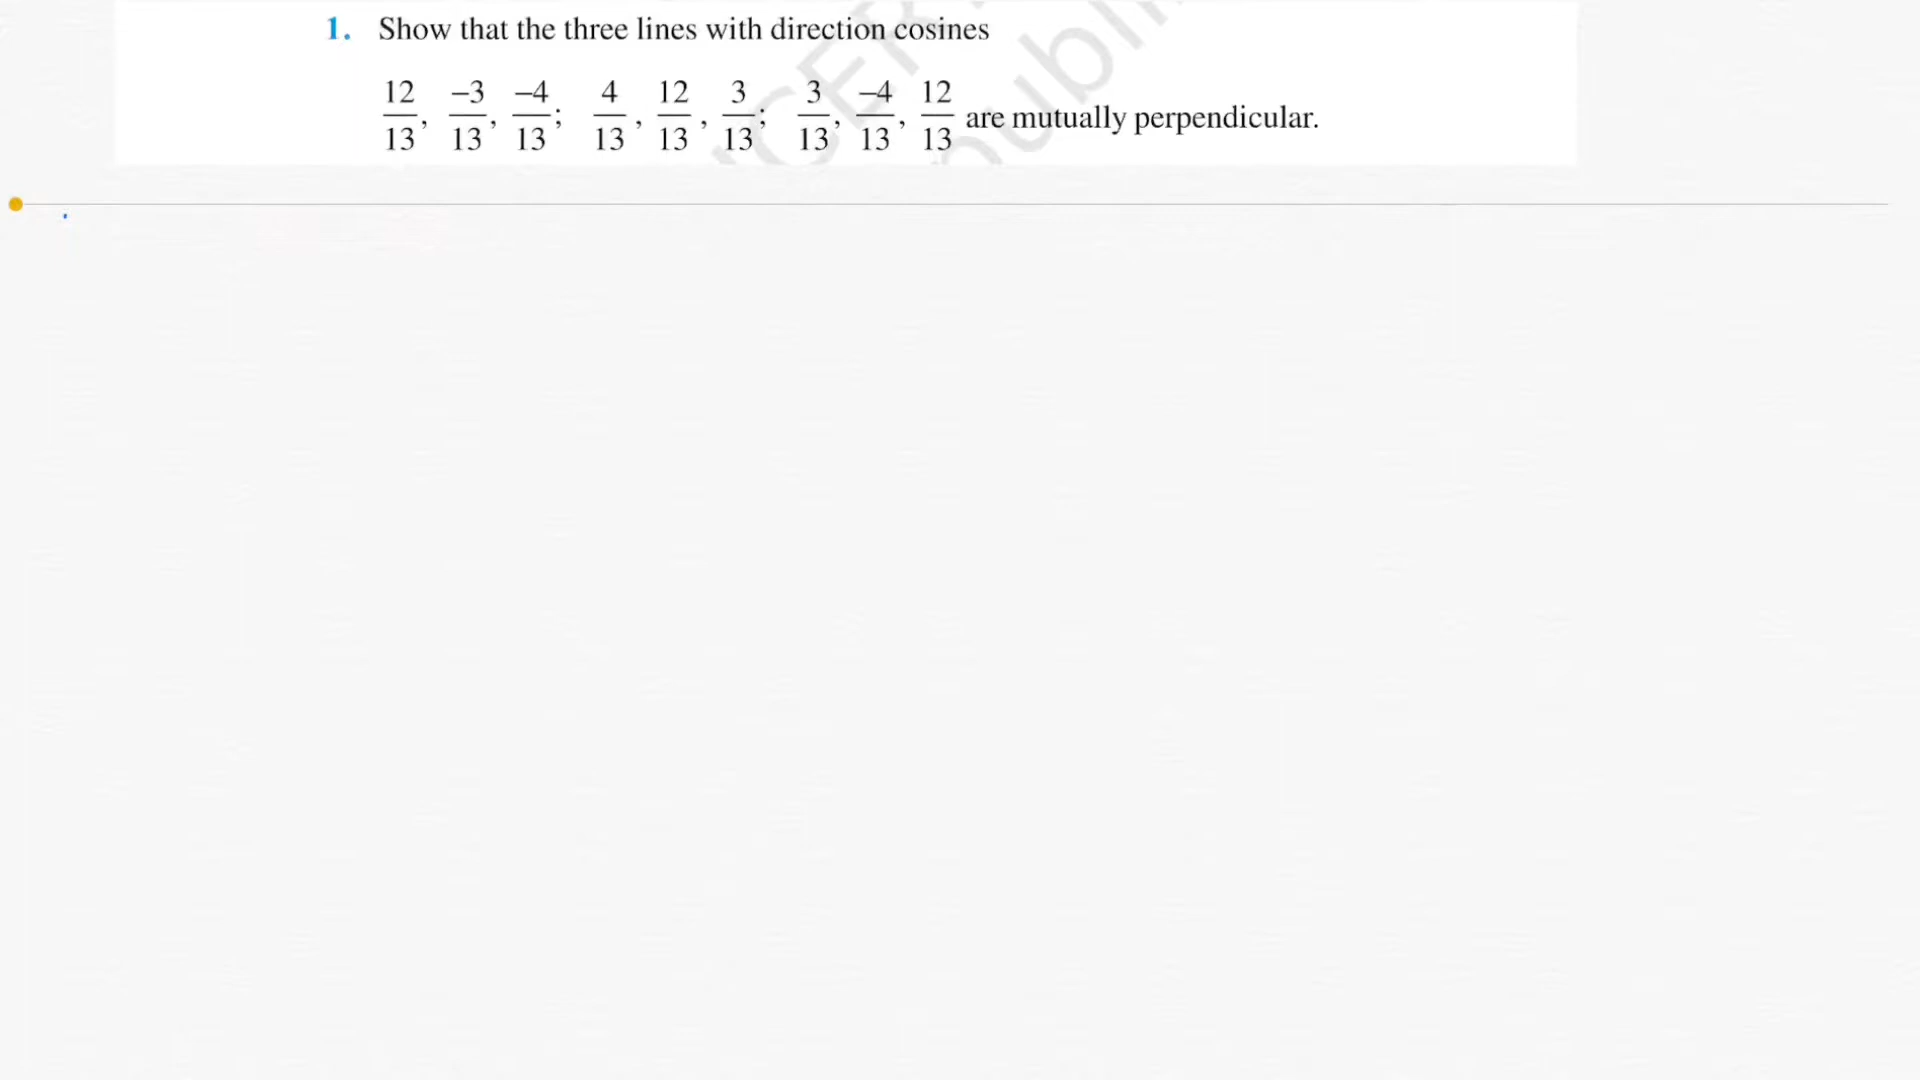 1. Show that the three lines with direction cosines
12/13, –3/13, –4/13; 4/13, 12/13, 3/13; 3/13, –4/13, 12/13 are mutually perpendicular.